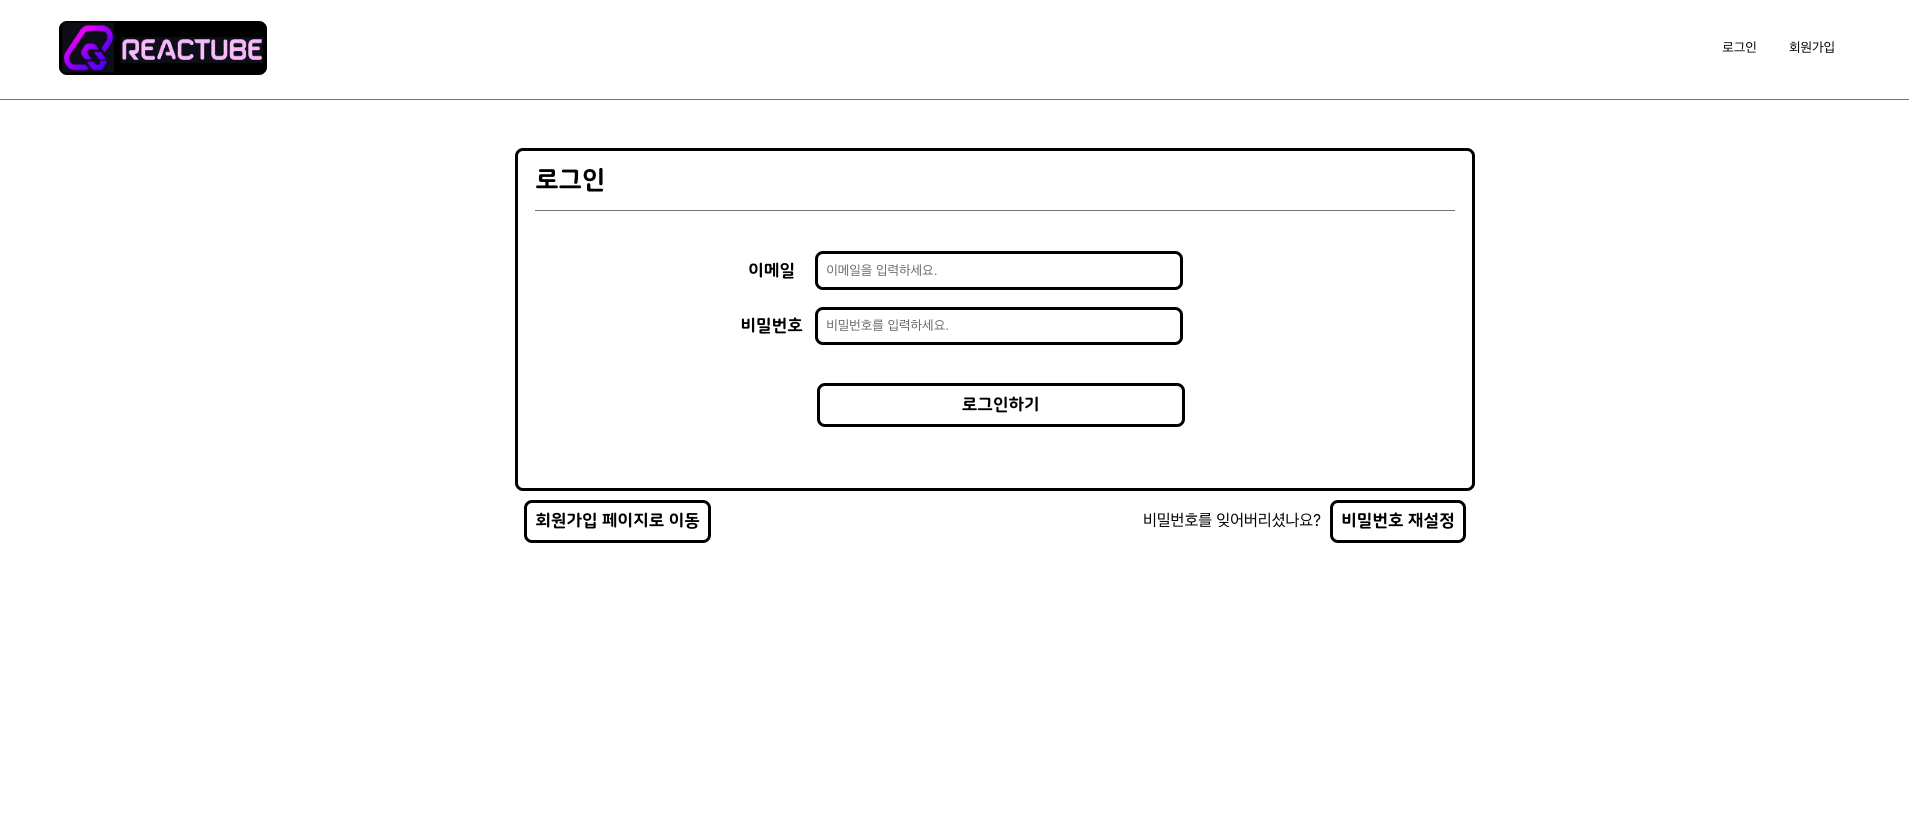 REACTUBE
로그인 회원가입
로그인
이메일 이메일을 입력하세요.
비밀번호 비밀번호를 입력하세요.
로그인하기
회원가입 페이지로 이동 비밀번호를 잊어버리셨나요? 비밀번호 재설정